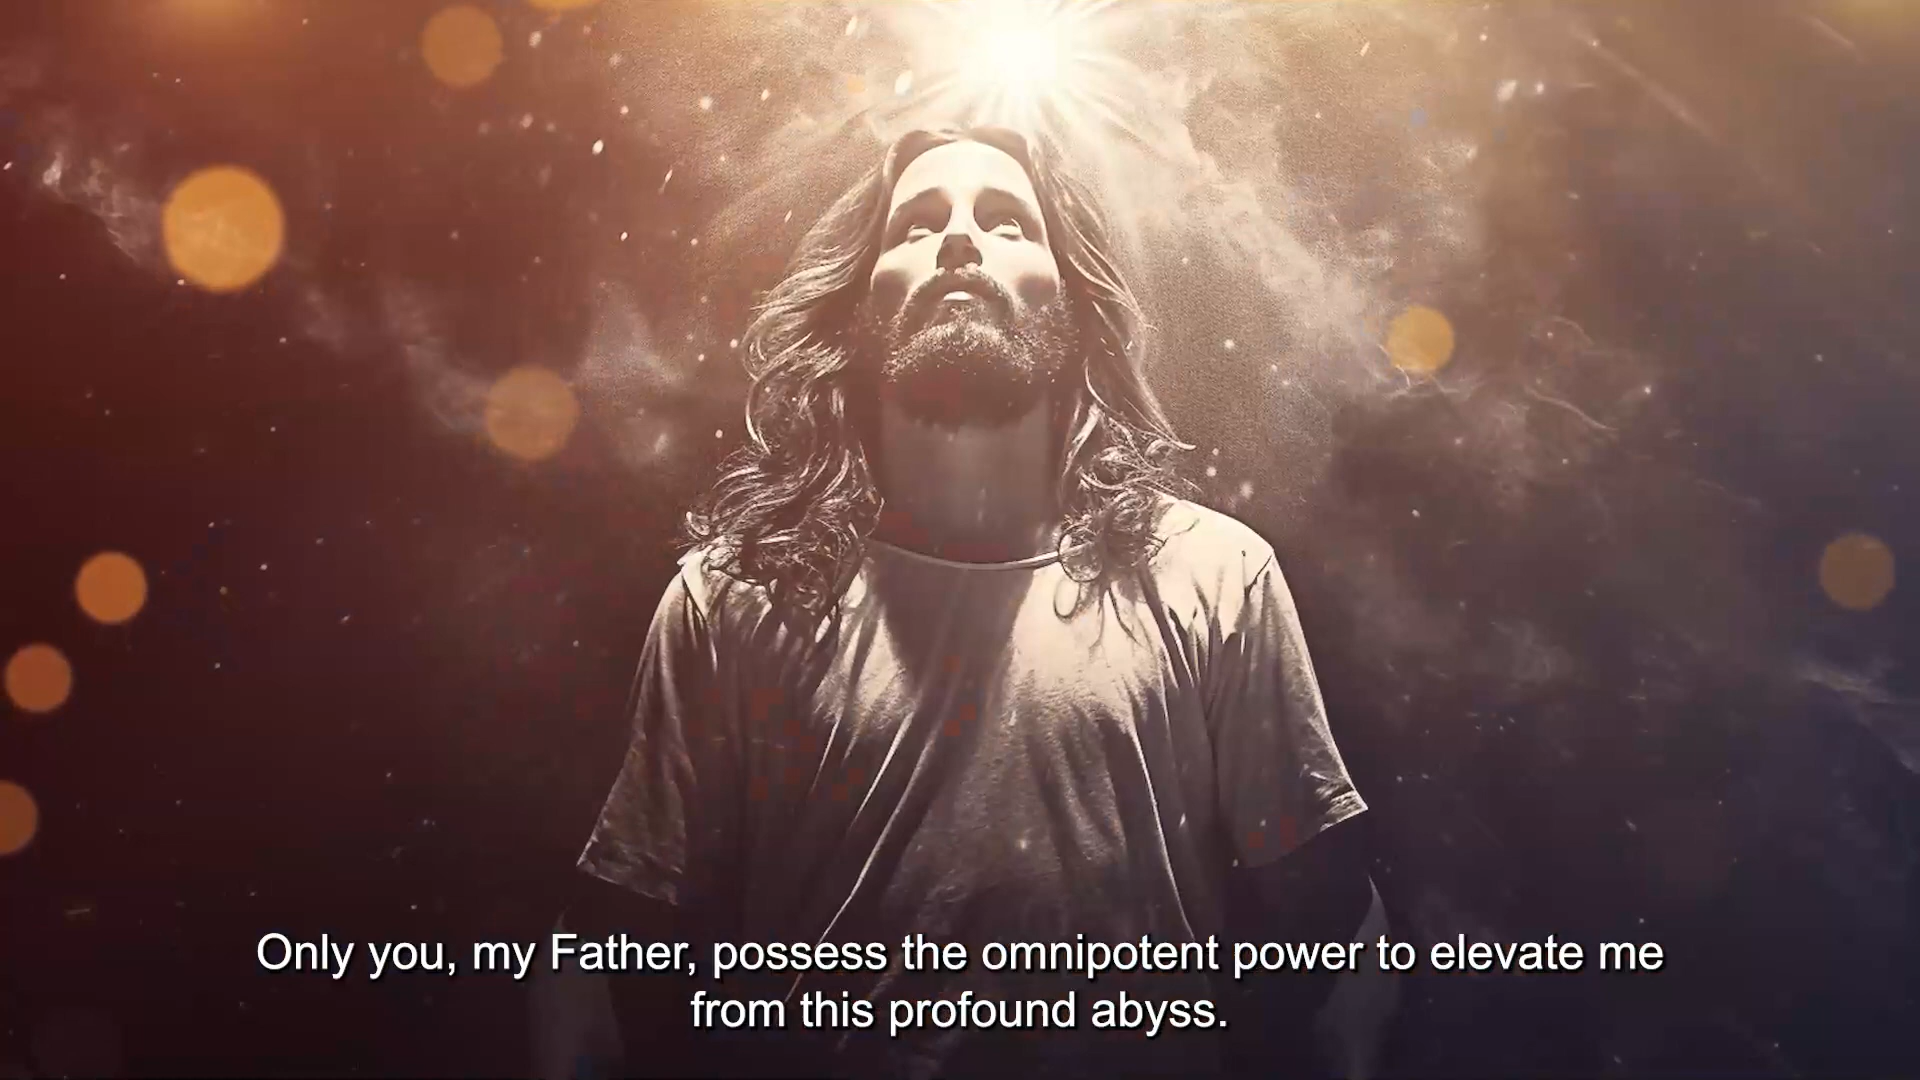 Only you, my Father, possess the omnipotent power to elevate me
from this profound abyss.